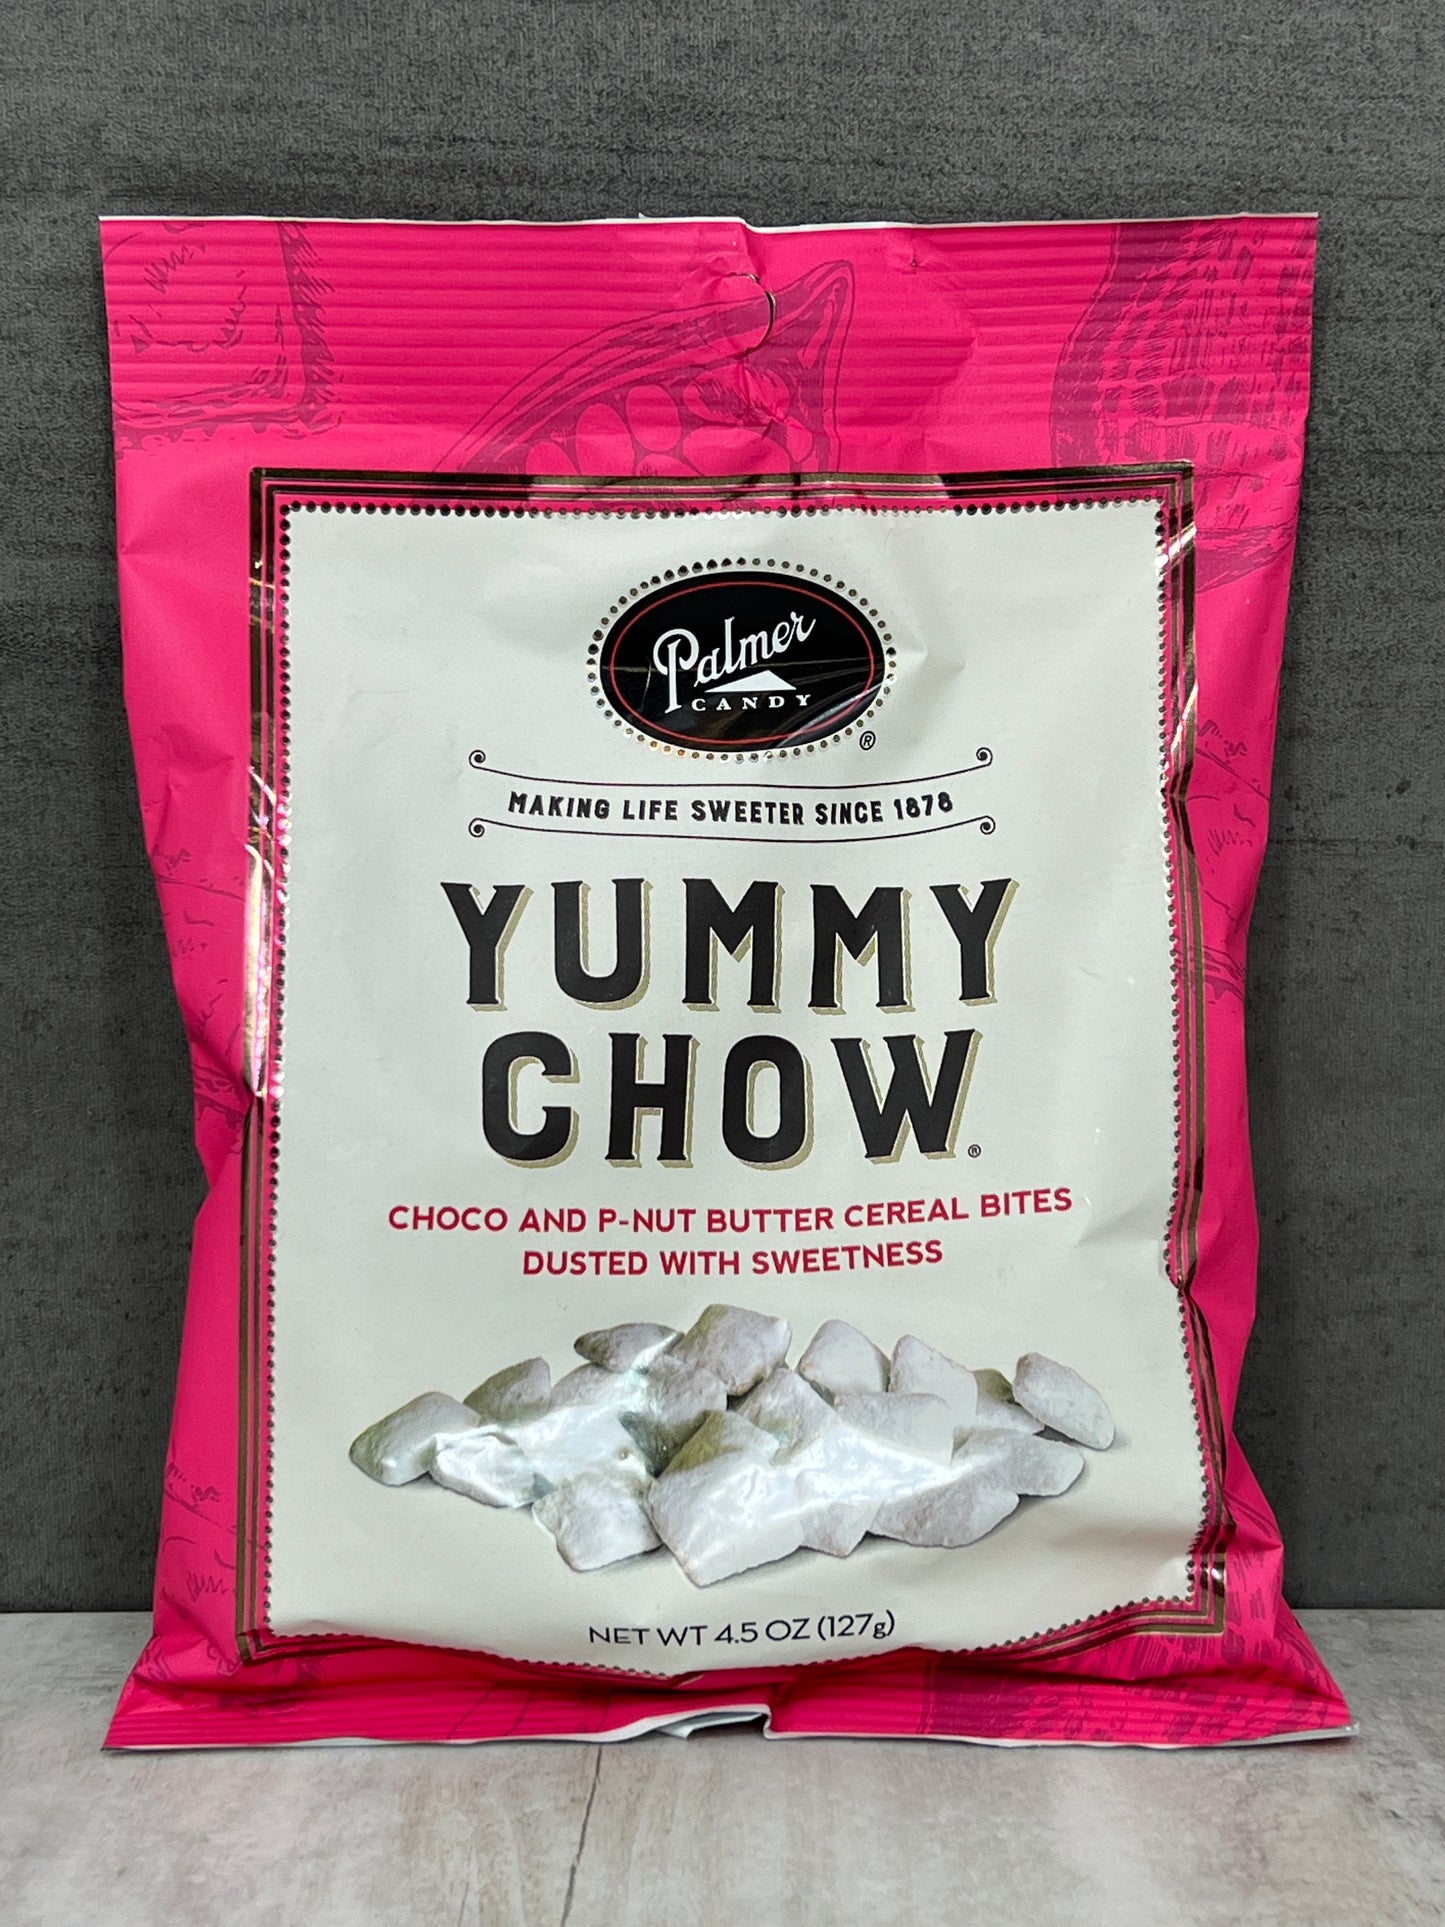 Palmer
CANDY
®
MAKING LIFE SWEETER SINCE 1878
YUMMY
CHOW®
CHOCO AND P-NUT BUTTER CEREAL BITES
DUSTED WITH SWEETNESS
NET WT 4.5 OZ (127g)